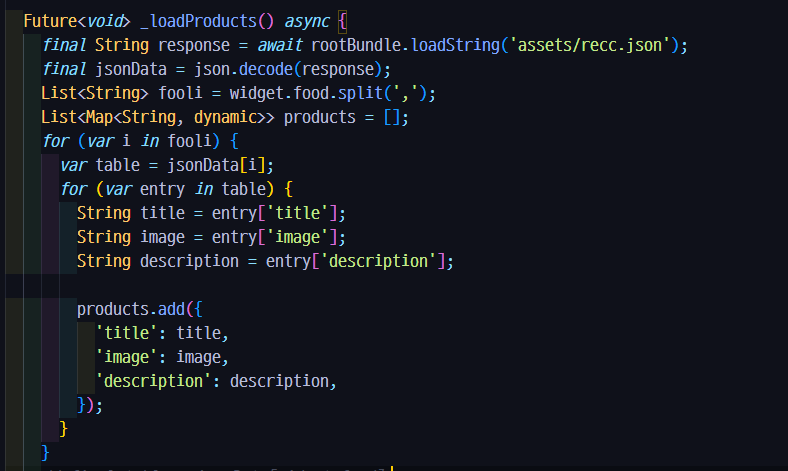 Future<void> _loadProducts() async {
final String response = await rootBundle.loadString('assets/recc.json');
final jsonData = json.decode(response);
List<String> fooli = widget.food.split(',');
List<Map<String, dynamic>> products = [];
for (var i in fooli) {
var table = jsonData[i];
for (var entry in table) {
String title = entry['title'];
String image = entry['image'];
String description = entry['description'];
products.add({
'title': title,
'image': image,
'description': description,
});
}
}